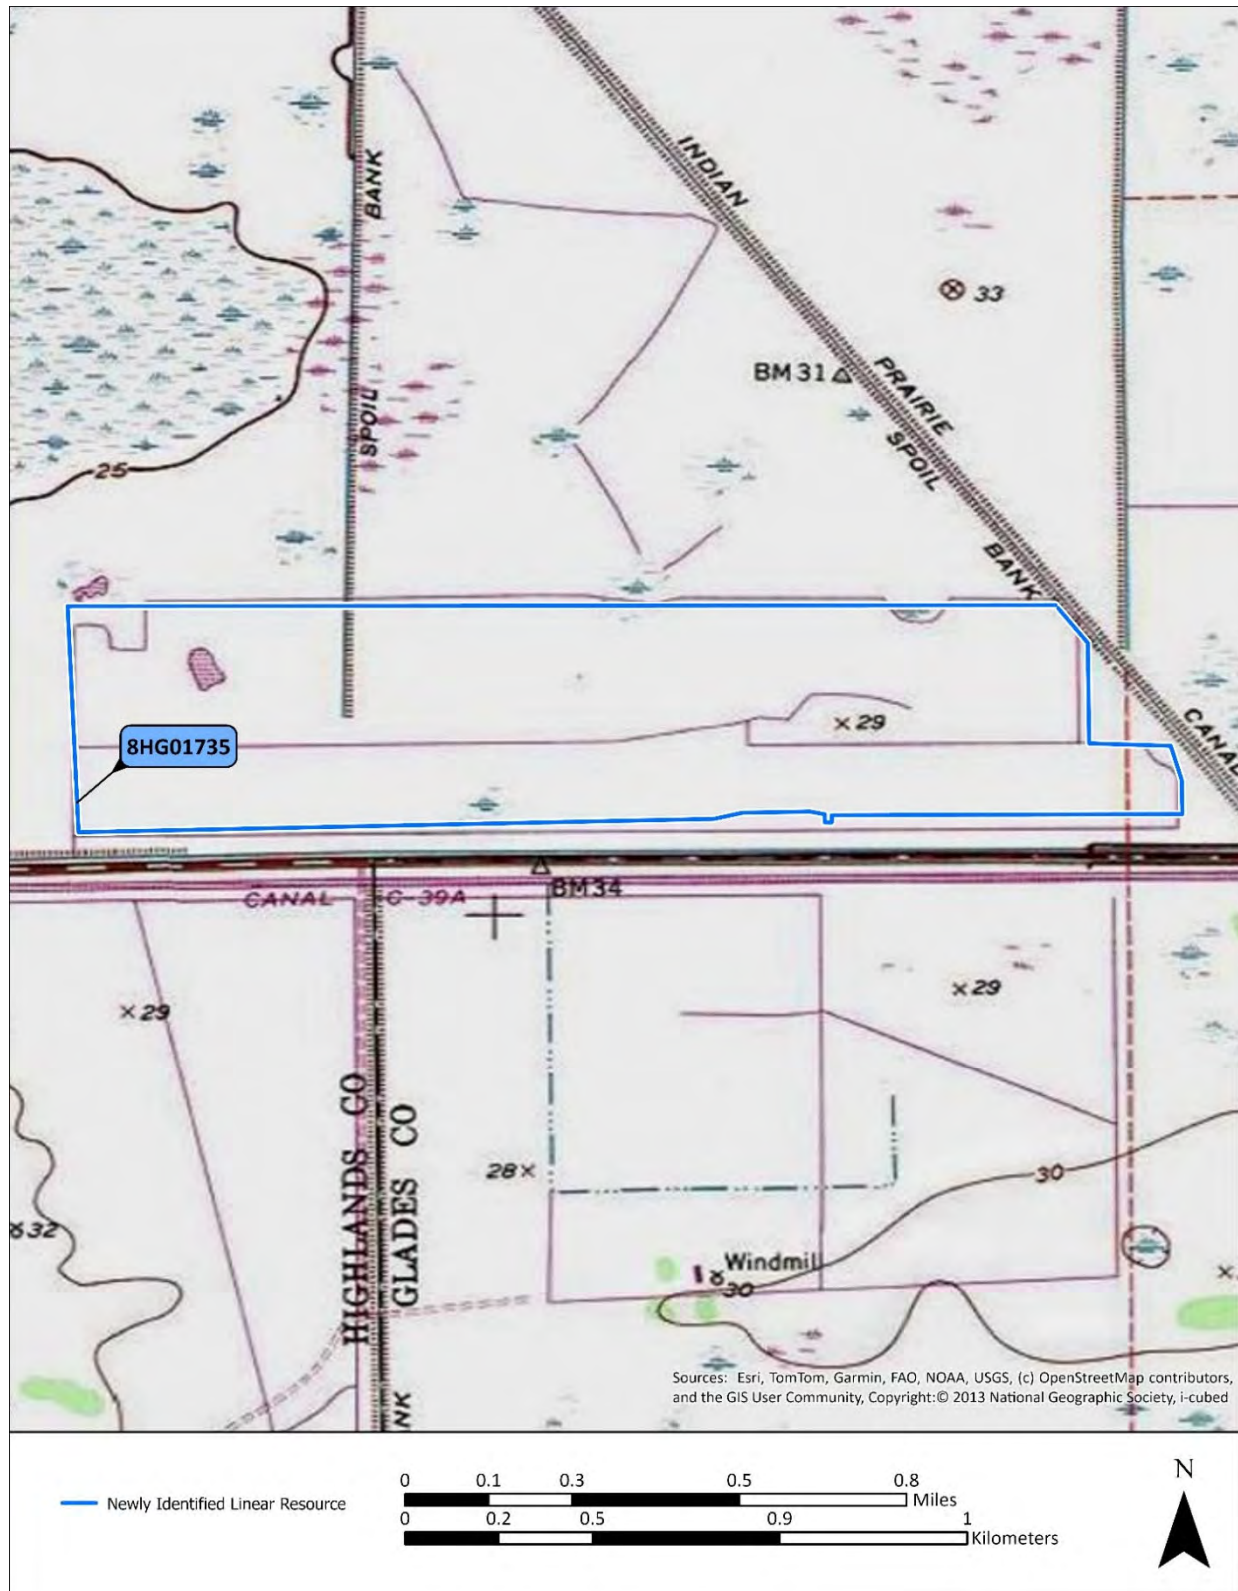 INDIAN
BANK
33
BM 31
PRAIRIE
SPOIL
SPOIL
25
BANK
29
CANAL
8HG01735
BM 34
CANAL C-39A
29
29
HIGHLANDS CO
GLADES CO
28
30
32
Windmill
30
NK
Sources: Esri, TomTom, Garmin, FAO, NOAA, USGS, (c) OpenStreetMap contributors,
and the GIS User Community, Copyright:© 2013 National Geographic Society, i-cubed
Newly Identified Linear Resource
0 0.1 0.3 0.5 0.8
Miles
0 0.2 0.5 0.9 1
Kilometers
N